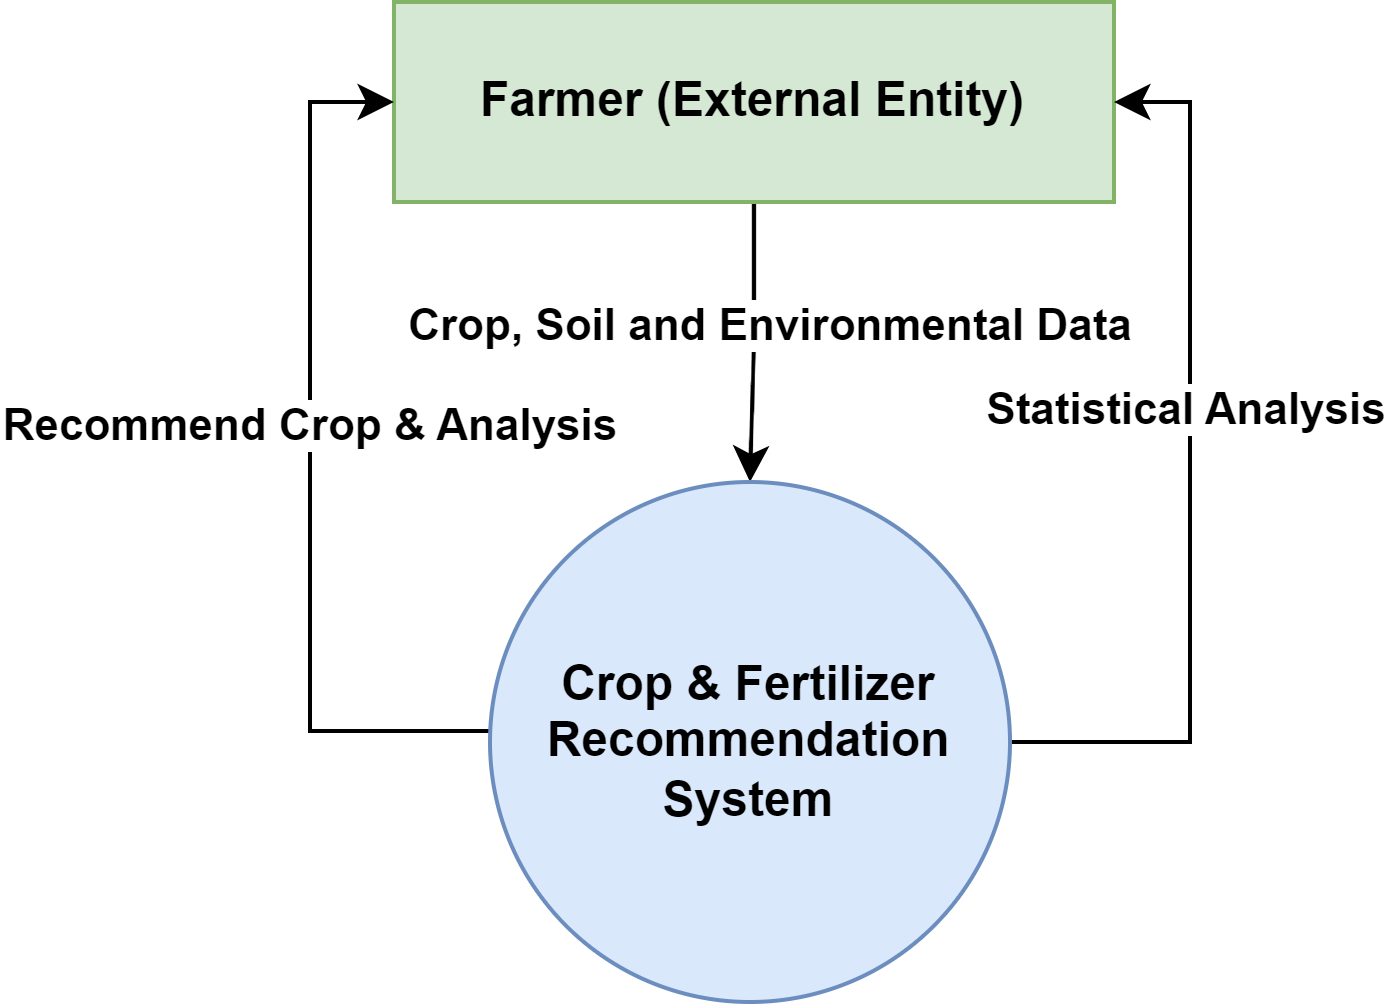 Farmer (External Entity)
Crop, Soil and Environmental Data
Statistical Analysis
Recommend Crop & Analysis
Crop & Fertilizer
Recommendation
System